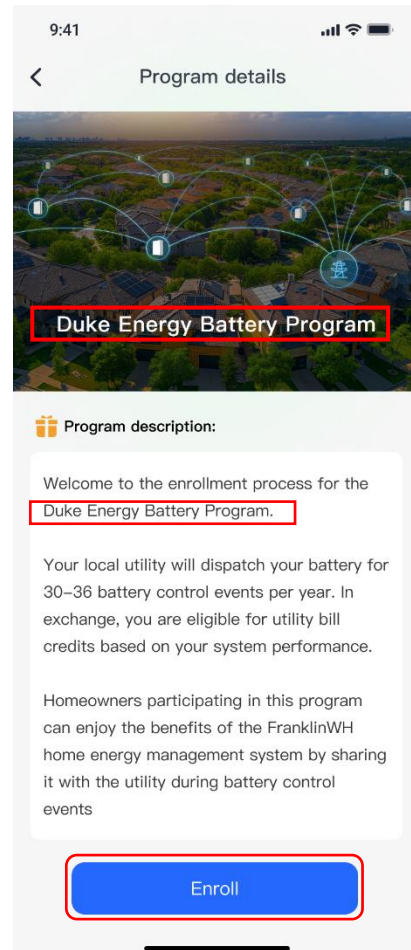 9:41
Program details
Duke Energy Battery Program
Program description:
Welcome to the enrollment process for the
Duke Energy Battery Program.
Your local utility will dispatch your battery for
30–36 battery control events per year. In
exchange, you are eligible for utility bill
credits based on your system performance.
Homeowners participating in this program
can enjoy the benefits of the FranklinWH
home energy management system by sharing
it with the utility during battery control
events
Enroll